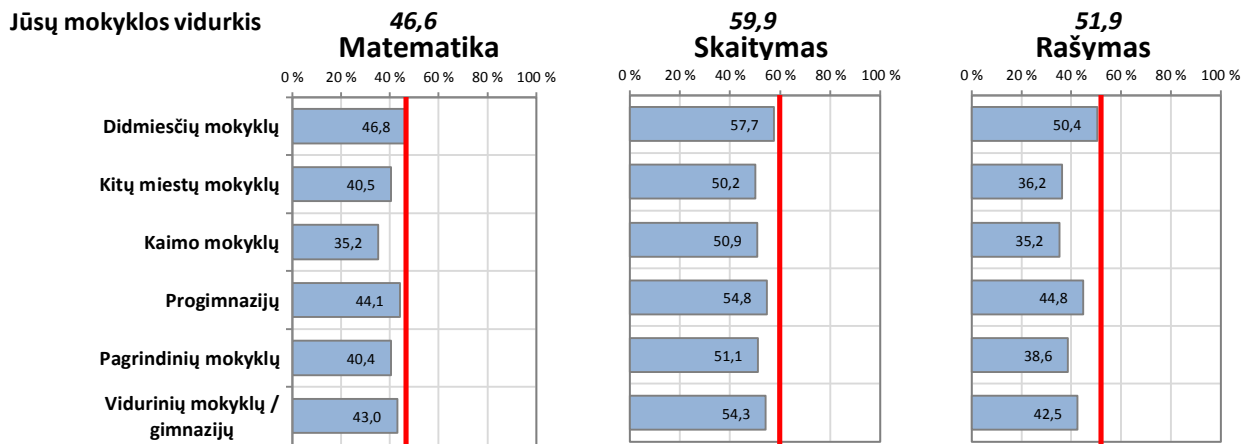 Jūsų mokyklos vidurkis 46,6 59,9 51,9
Matematika Skaitymas Rašymas
0 % 20 % 40 % 60 % 80 % 100 % 0 % 20 % 40 % 60 % 80 % 100 % 0 % 20 % 40 % 60 % 80 % 100 %
Didmiesčių mokyklų 46,8 57,7 50,4
Kitų miestų mokyklų 40,5 50,2 36,2
Kaimo mokyklų 35,2 50,9 35,2
Progimnazijų 44,1 54,8 44,8
Pagrindinių mokyklų 40,4 51,1 38,6
Vidurinių mokyklų /
gimnazijų 43,0 54,3 42,5